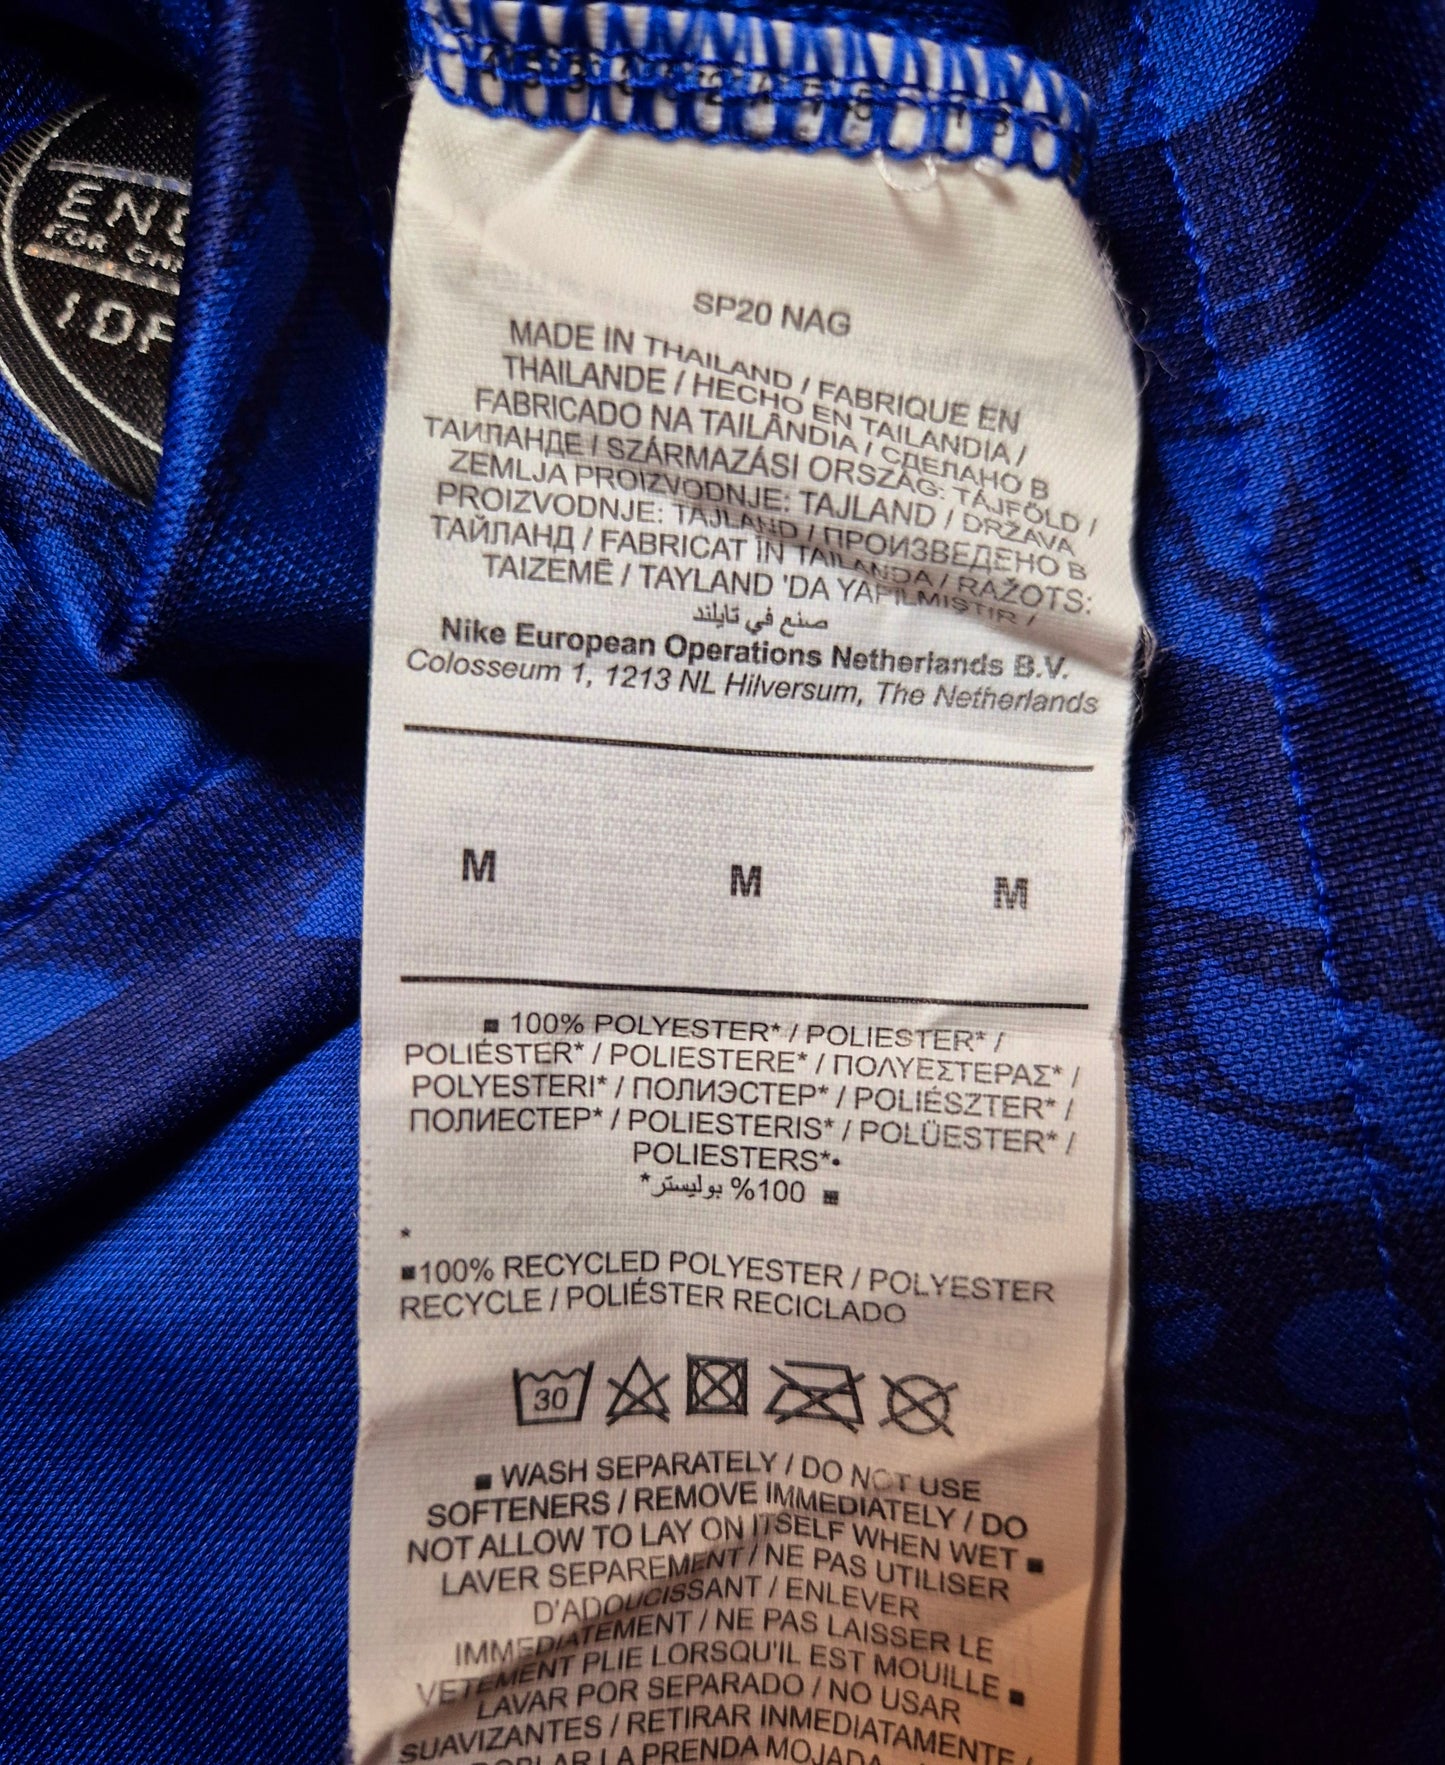 FOR
SP20 NAG
MADE IN THAILAND / FABRIQUE EN
THAILANDE / HECHO EN TAILANDIA /
FABRICADO NA TAILÂNDIA / СДЕЛАНО В
ТАИЛАНДЕ / SZÁRMAZÁSI ORSZÁG: TÁJFÖLD /
ZEMLJA PROIZVODNJE: TAJLAND / DRŽAVA
PROIZVODNJE: TAJLAND / ПРОИЗВЕДЕНО В
ТАЙЛАНД / FABRICAT ÎN TAILANDA / RAŽOTS:
TAIZEMĒ / TAYLAND 'DA YAPILMIŞTIR /
صنع في تايلند
Nike European Operations Netherlands B.V.
Colosseum 1, 1213 NL Hilversum, The Netherlands
M M M
■ 100% POLYESTER* / POLIESTER* /
POLIÉSTER* / POLIESTERE* / ΠΟΛΥΕΣΤΕΡΑΣ* /
POLYESTERI* / ПОЛИЭСТЕР* / POLIÉSZTER* /
ПОЛИЕСТЕР* / POLIESTERIS* / POLÜESTER* /
POLIESTERS*•
■ 100% بوليستر*
*
■100% RECYCLED POLYESTER / POLYESTER
RECYCLE / POLIÉSTER RECICLADO
30
■ WASH SEPARATELY / DO NOT USE
SOFTENERS / REMOVE IMMEDIATELY / DO
NOT ALLOW TO LAY ON ITSELF WHEN WET ■
LAVER SEPAREMENT / NE PAS UTILISER
D'ADOUCISSANT / ENLEVER
IMMEDIATEMENT / NE PAS LAISSER LE
VETEMENT PLIE LORSQU'IL EST MOUILLE ■
LAVAR POR SEPARADO / NO USAR
SUAVIZANTES / RETIRAR INMEDIATAMENTE /
LA PRENDA MOJADA